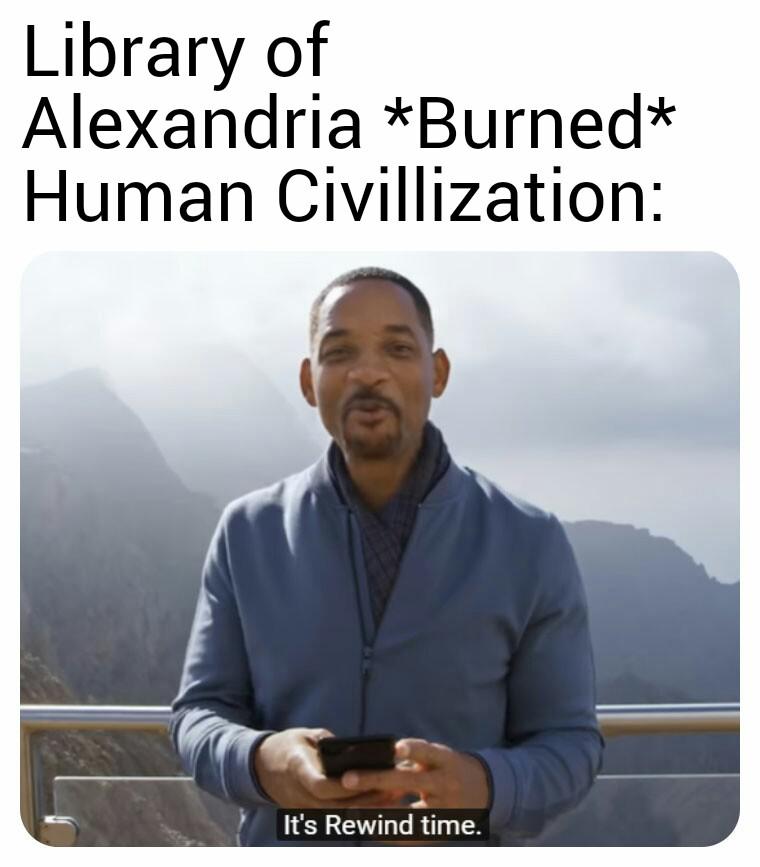 Library of
Alexandria *Burned*
Human Civillization:
It's Rewind time.